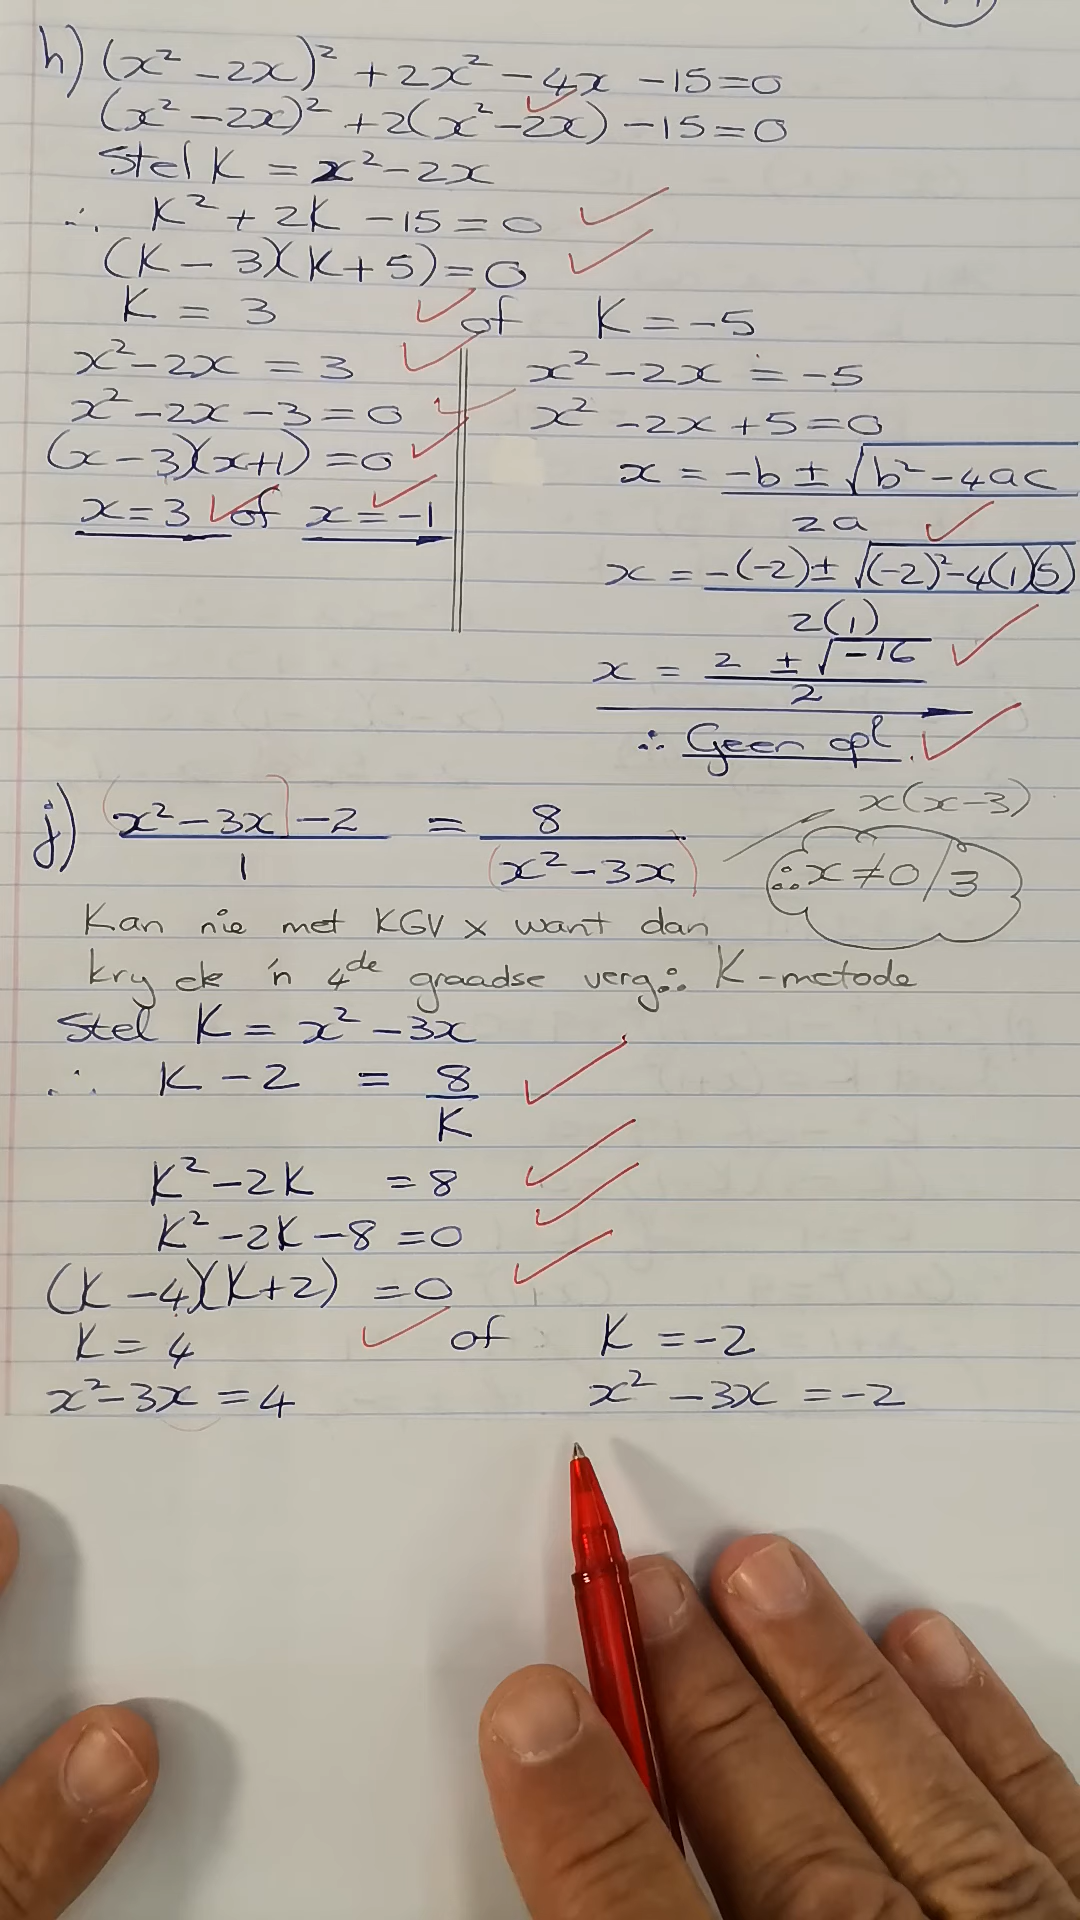 h) (x² - 2x)² + 2x² - 4x - 15 = 0
(x² - 2x)² + 2(x² - 2x) - 15 = 0
Stel K = x² - 2x
∴ K² + 2K - 15 = 0
(K - 3)(K + 5) = 0
K = 3 of K = -5
x² - 2x = 3
x² - 2x - 3 = 0
(x - 3)(x + 1) = 0
x = 3 of x = -1
x² - 2x = -5
x² - 2x + 5 = 0
x = (-b ± √(b² - 4ac)) / 2a
x = (-(-2) ± √((-2)² - 4(1)(5))) / 2(1)
x = (2 ± √-16) / 2
∴ Geen opl.
j) (x² - 3x) - 2 / 1 = 8 / (x² - 3x)
x(x - 3)
∴ x ≠ 0/3
Kan nie met KGV x want dan
kry ek 'n 4de graadse verg ∴ K-metode
Stel K = x² - 3x
∴ K - 2 = 8 / K
K² - 2K = 8
K² - 2K - 8 = 0
(K - 4)(K + 2) = 0
K = 4 of K = -2
x² - 3x = 4 x² - 3x = -2